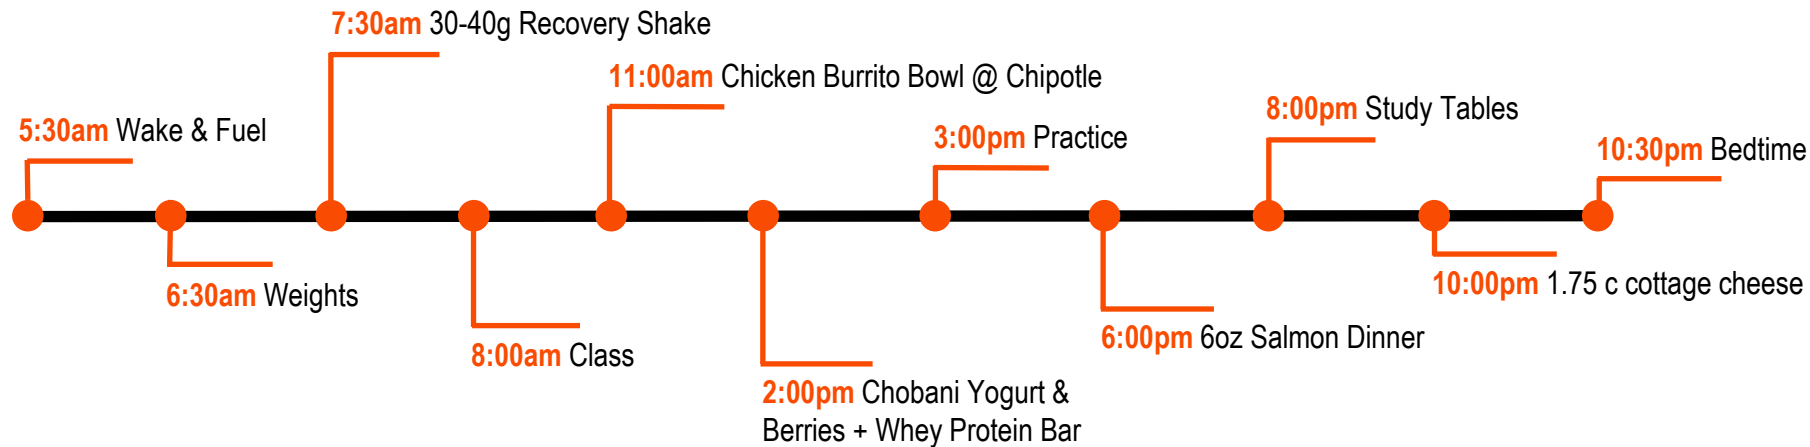 5:30am Wake & Fuel
6:30am Weights
7:30am 30-40g Recovery Shake
8:00am Class
11:00am Chicken Burrito Bowl @ Chipotle
2:00pm Chobani Yogurt &
Berries + Whey Protein Bar
3:00pm Practice
6:00pm 6oz Salmon Dinner
8:00pm Study Tables
10:00pm 1.75 c cottage cheese
10:30pm Bedtime